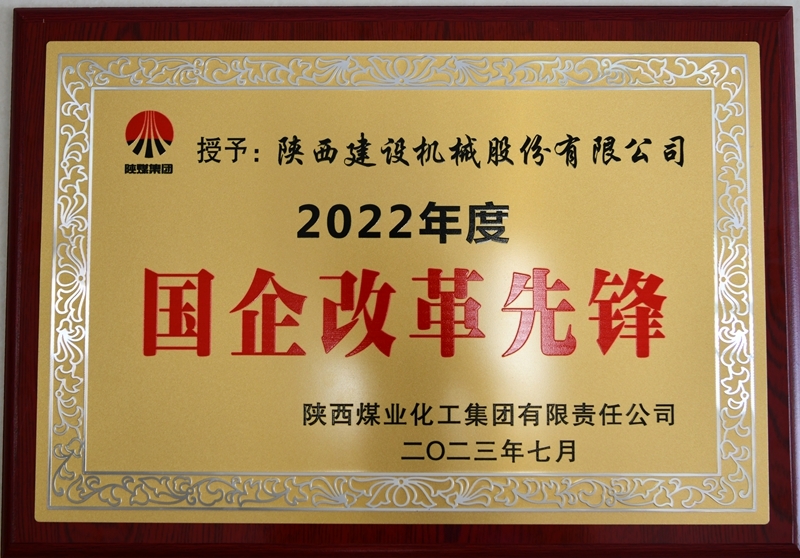 陕煤集团
授予：陕西建设机械股份有限公司
2022年度
国企改革先锋
陕西煤业化工集团有限责任公司
二〇二三年七月